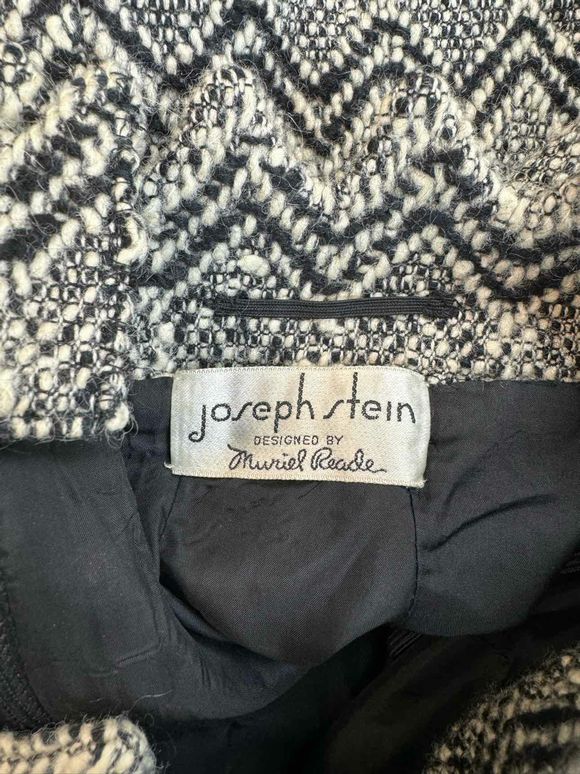 joseph stein
DESIGNED BY
Muriel Reade